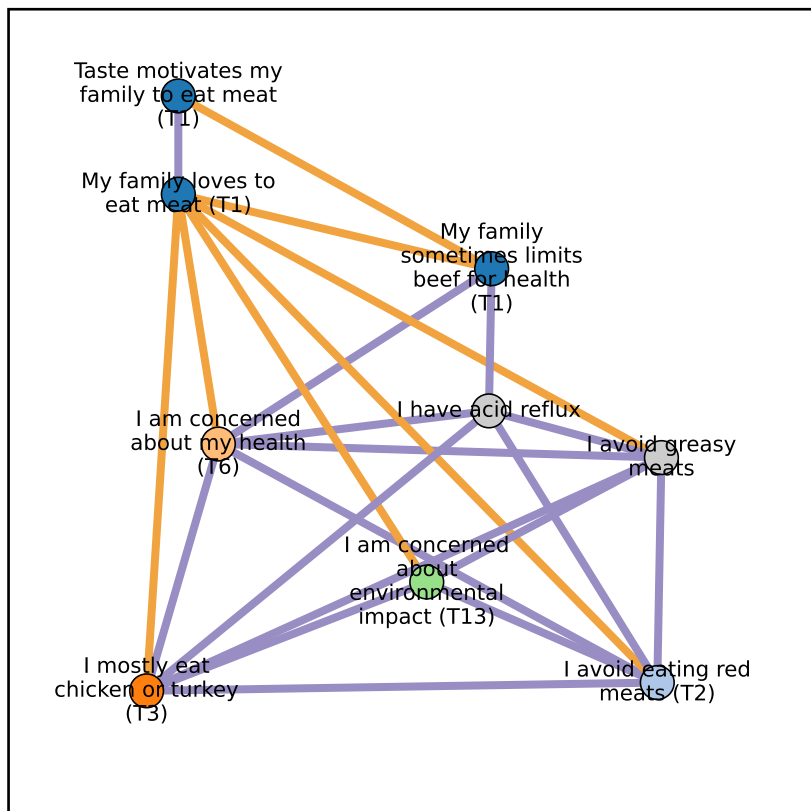 Taste motivates my
family to eat meat
(T1)
My family loves to
eat meat (T1)
My family
sometimes limits
beef for health
(T1)
I have acid reflux
I am concerned
about my health
(T6)
I avoid greasy
meats
I am concerned
about
environmental
impact (T13)
I mostly eat
chicken or turkey
(T3)
I avoid eating red
meats (T2)